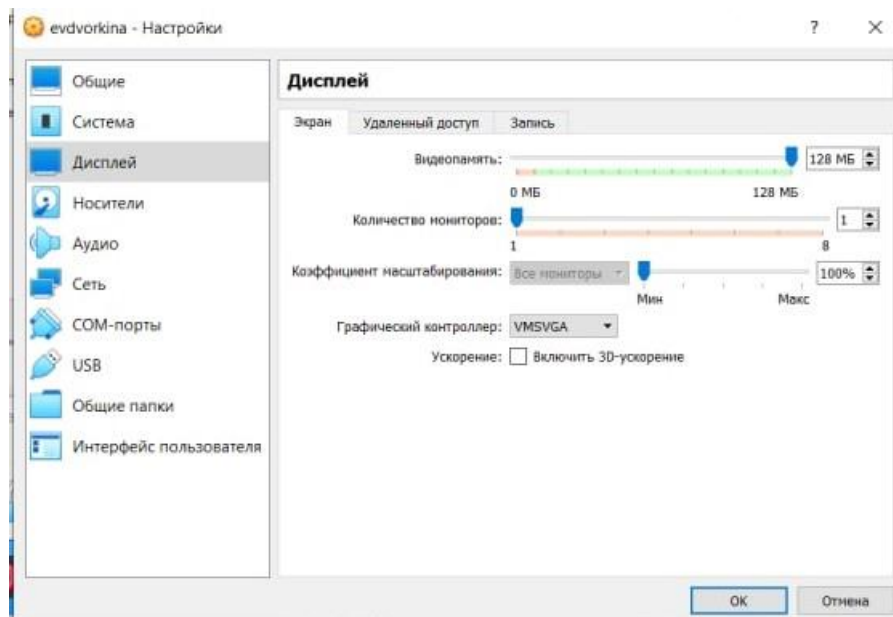 evdvorkina - Настройки ?
Общие
Система
Дисплей
Носители
Аудио
Сеть
COM-порты
USB
Общие папки
Интерфейс пользователя
Дисплей
Экран Удаленный доступ Запись
Видеопамять: 128 МБ
0 МБ 128 МБ
Количество мониторов: 1
1 8
Коэффициент масштабирования: Все мониторы 100%
Мин Макс
Графический контроллер: VMSVGA
Ускорение: Включить 3D-ускорение
OK Отмена